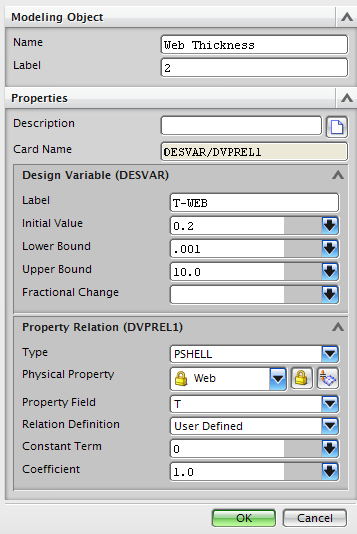 Modeling Object
Name Web Thickness
Label 2
Properties
Description
Card Name DESVAR/DVPREL1
Design Variable (DESVAR)
Label T-WEB
Initial Value 0.2
Lower Bound .001
Upper Bound 10.0
Fractional Change
Property Relation (DVPREL1)
Type PSHELL
Physical Property Web
Property Field T
Relation Definition User Defined
Constant Term 0
Coefficient 1.0
OK Cancel